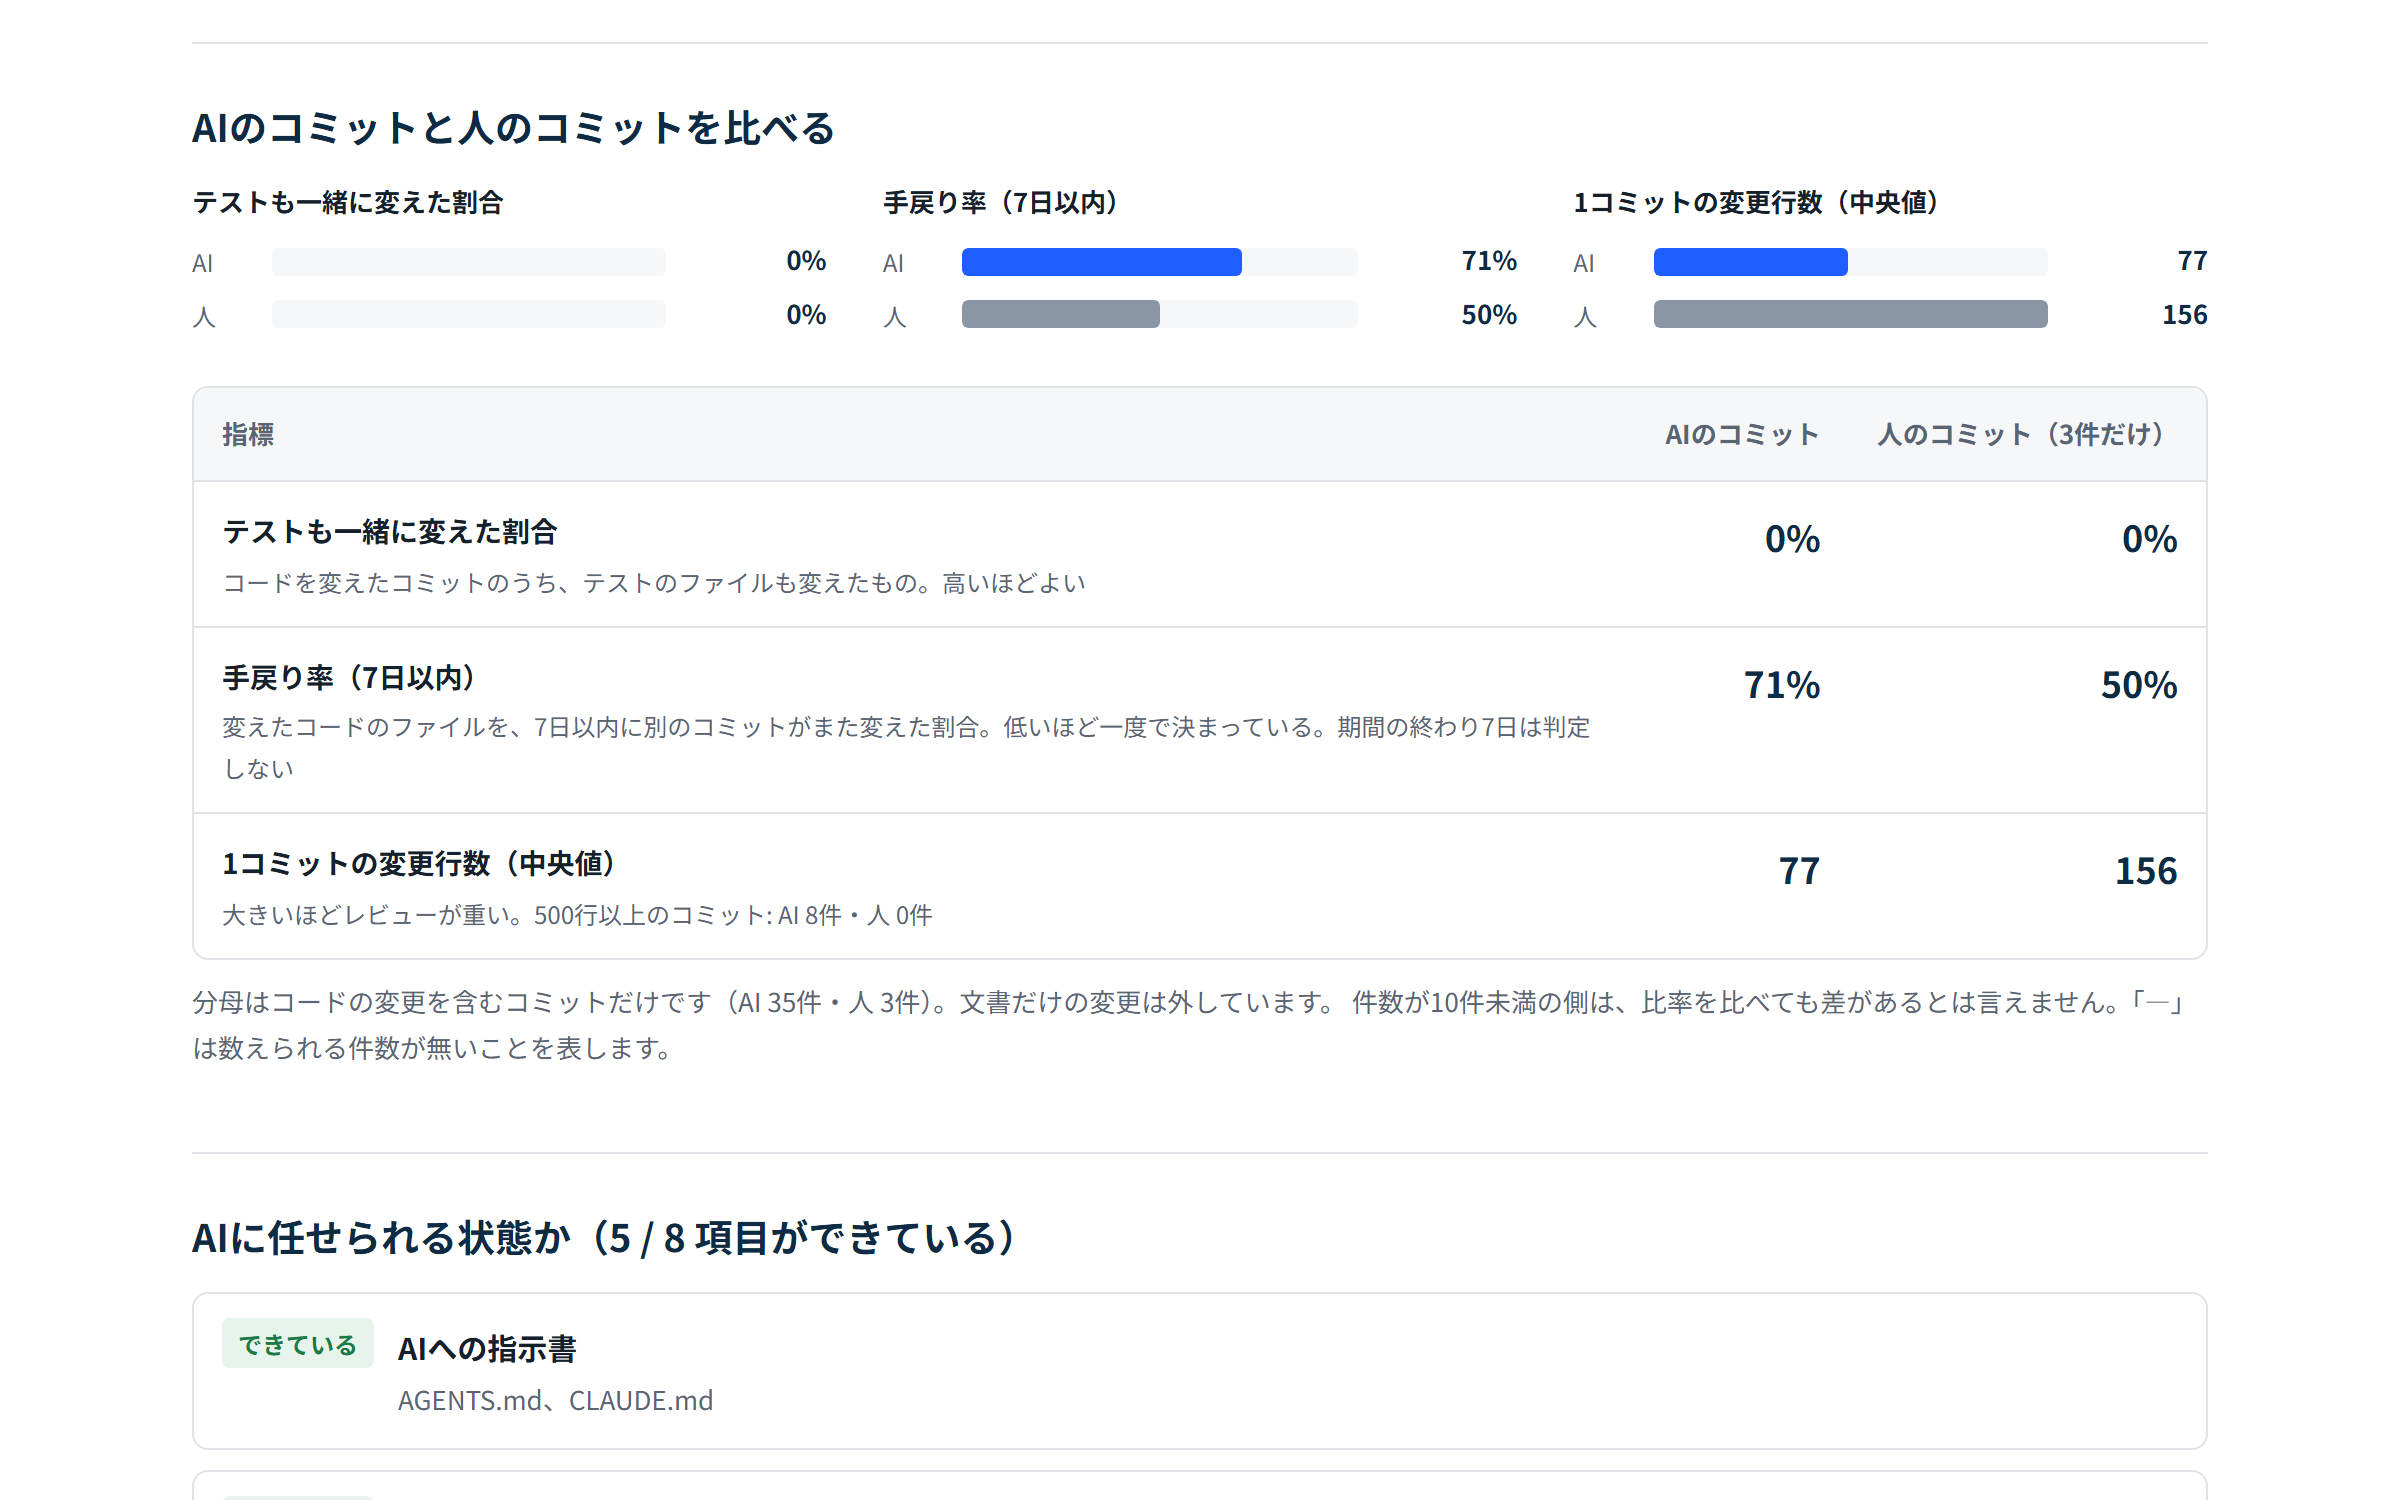 AIのコミットと人のコミットを比べる
テストも一緒に変えた割合
AI 0%
人 0%
手戻り率（7日以内）
AI 71%
人 50%
1コミットの変更行数（中央値）
AI 77
人 156
指標 AIのコミット 人のコミット（3件だけ）
テストも一緒に変えた割合 0% 0%
コードを変えたコミットのうち、テストのファイルも変えたもの。高いほどよい
手戻り率（7日以内） 71% 50%
変えたコードのファイルを、7日以内に別のコミットがまた変えた割合。低いほど一度で決まっている。期間の終わり7日は判定
しない
1コミットの変更行数（中央値） 77 156
大きいほどレビューが重い。500行以上のコミット: AI 8件・人 0件
分母はコードの変更を含むコミットだけです（AI 35件・人 3件）。文書だけの変更は外しています。 件数が10件未満の側は、比率を比べても差があるとは言えません。「—」
は数えられる件数が無いことを表します。
AIに任せられる状態か（5 / 8 項目ができている）
できている AIへの指示書
AGENTS.md、CLAUDE.md